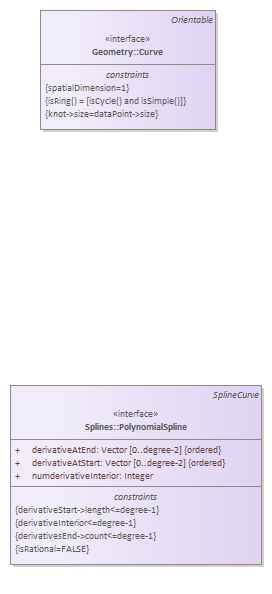 Orientable
«interface»
Geometry::Curve
constraints
{spatialDimension=1}
{isRing() = [isCycle() and isSimple()]}
{knot->size=dataPoint->size}
SplineCurve
«interface»
Splines::PolynomialSpline
+ derivativeAtEnd: Vector [0..degree-2] {ordered}
+ derivativeAtStart: Vector [0..degree-2] {ordered}
+ numderivativeInterior: Integer
constraints
{derivativeStart->length<=degree-1}
{derivativeInterior<=degree-1}
{derivativesEnd->count<=degree-1}
{isRational=FALSE}